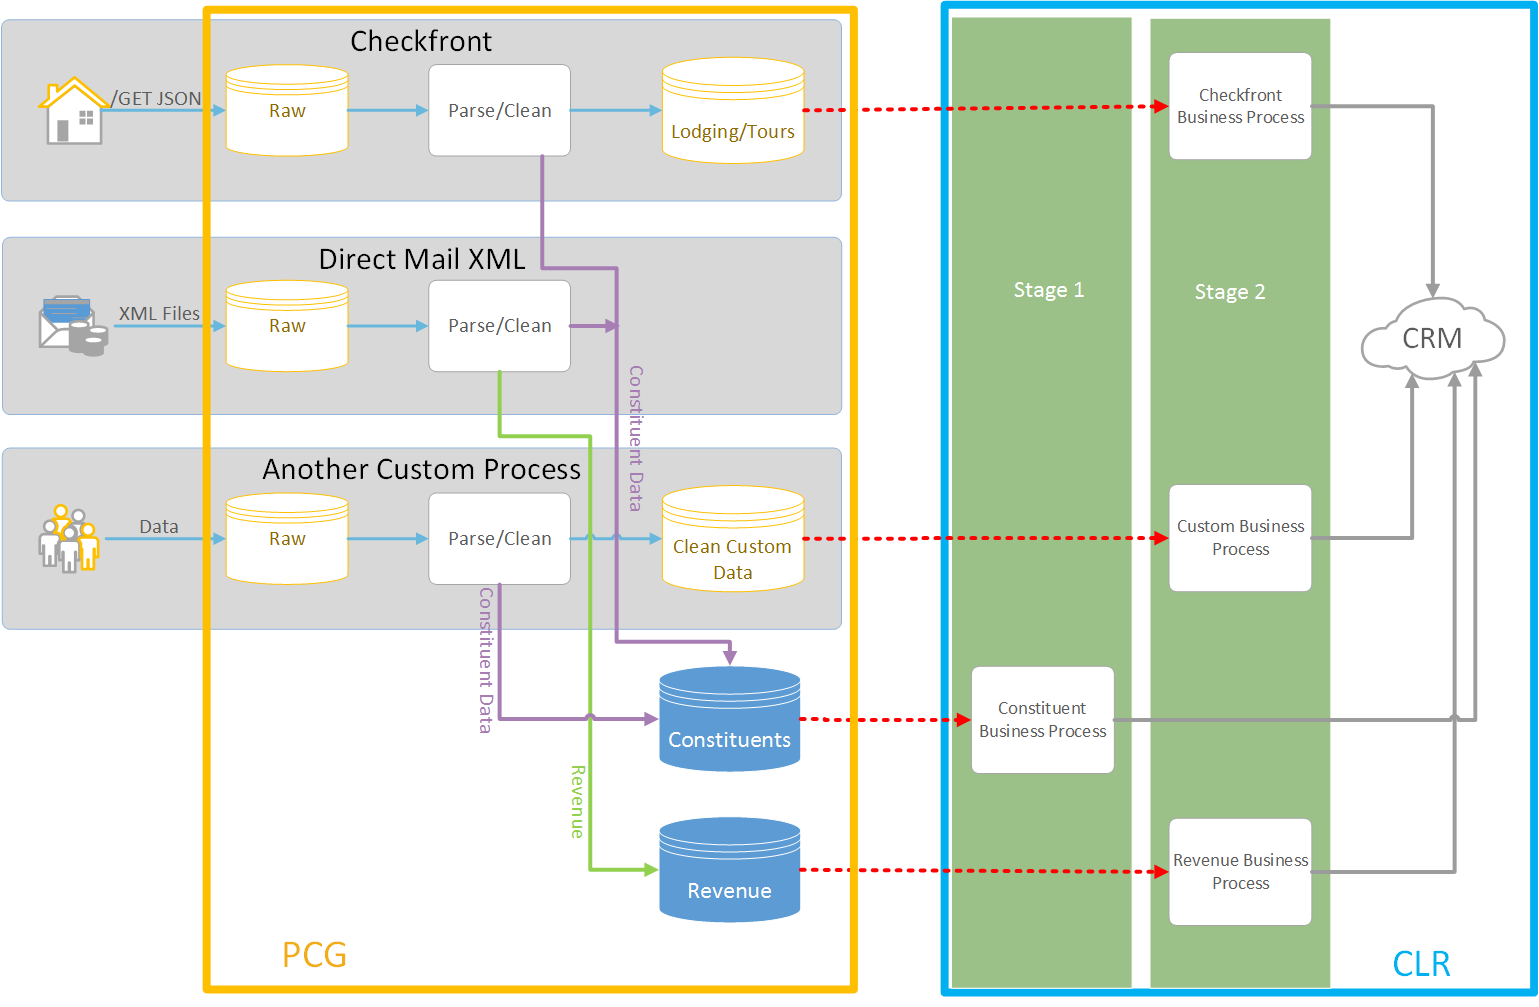 Checkfront
/GET JSON
Raw
Parse/Clean
Lodging/Tours
Direct Mail XML
XML Files
Raw
Parse/Clean
Constituent Data
Another Custom Process
Data
Raw
Parse/Clean
Clean Custom
Data
Constituent Data
Constituents
Revenue
Revenue
PCG
Stage 1
Stage 2
Checkfront
Business Process
CRM
Custom Business
Process
Constituent
Business Process
Revenue Business
Process
CLR